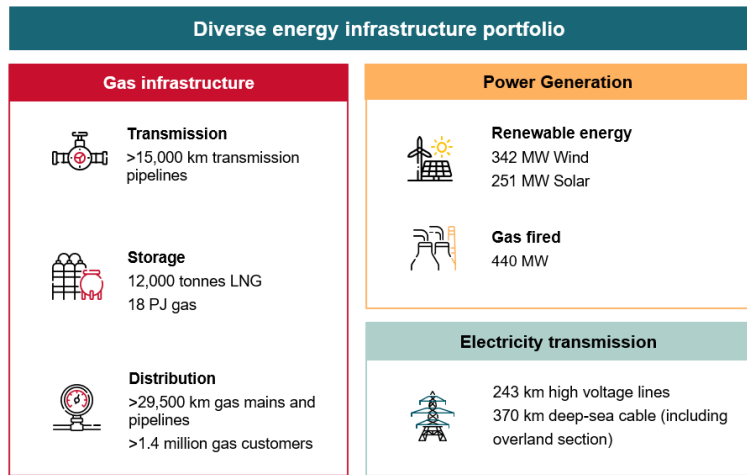 Diverse energy infrastructure portfolio
Gas infrastructure
Transmission
>15,000 km transmission
pipelines
Storage
12,000 tonnes LNG
18 PJ gas
Distribution
>29,500 km gas mains and
pipelines
>1.4 million gas customers
Power Generation
Renewable energy
342 MW Wind
251 MW Solar
Gas fired
440 MW
Electricity transmission
243 km high voltage lines
370 km deep-sea cable (including
overland section)